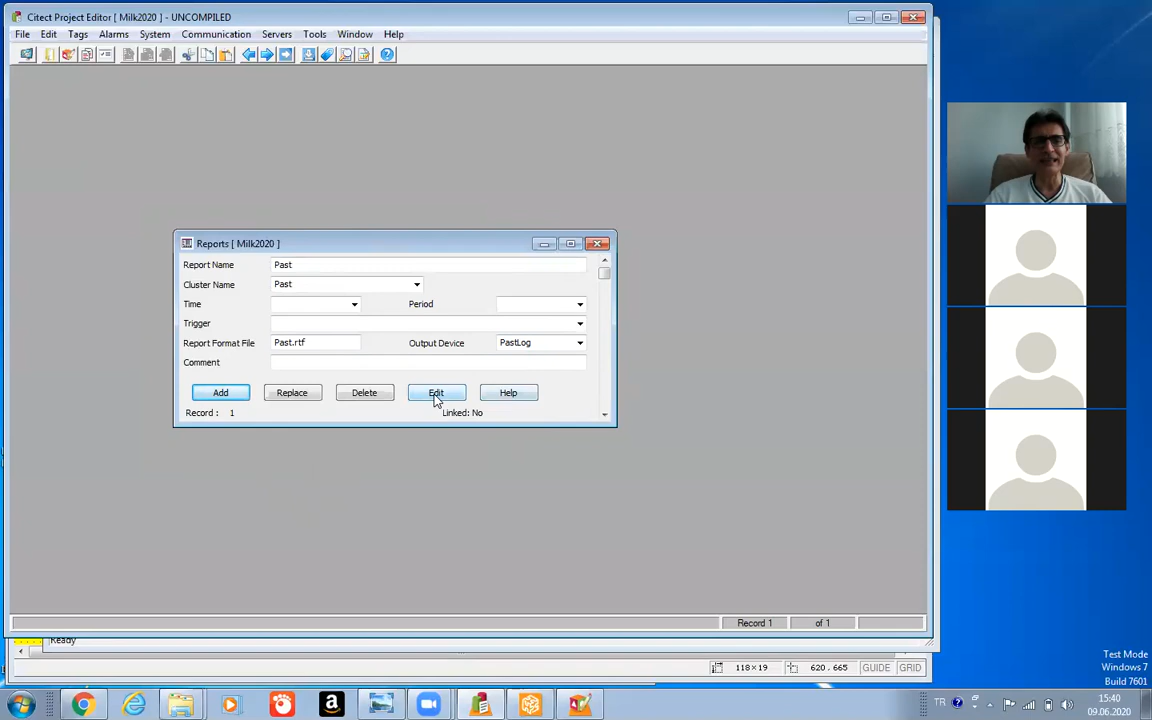 Citect Project Editor [ Milk2020 ] - UNCOMPILED
File Edit Tags Alarms System Communication Servers Tools Window Help
Reports [ Milk2020 ]
Report Name Past
Cluster Name Past
Time Period
Trigger
Report Format File Past.rtf Output Device PastLog
Comment
Add Replace Delete Edit Help
Record : 1 Linked: No
Record 1 of 1
Ready
118×19 620 , 665 GUIDE GRID
Test Mode
Windows 7
Build 7601
TR 15:40
09.06.2020